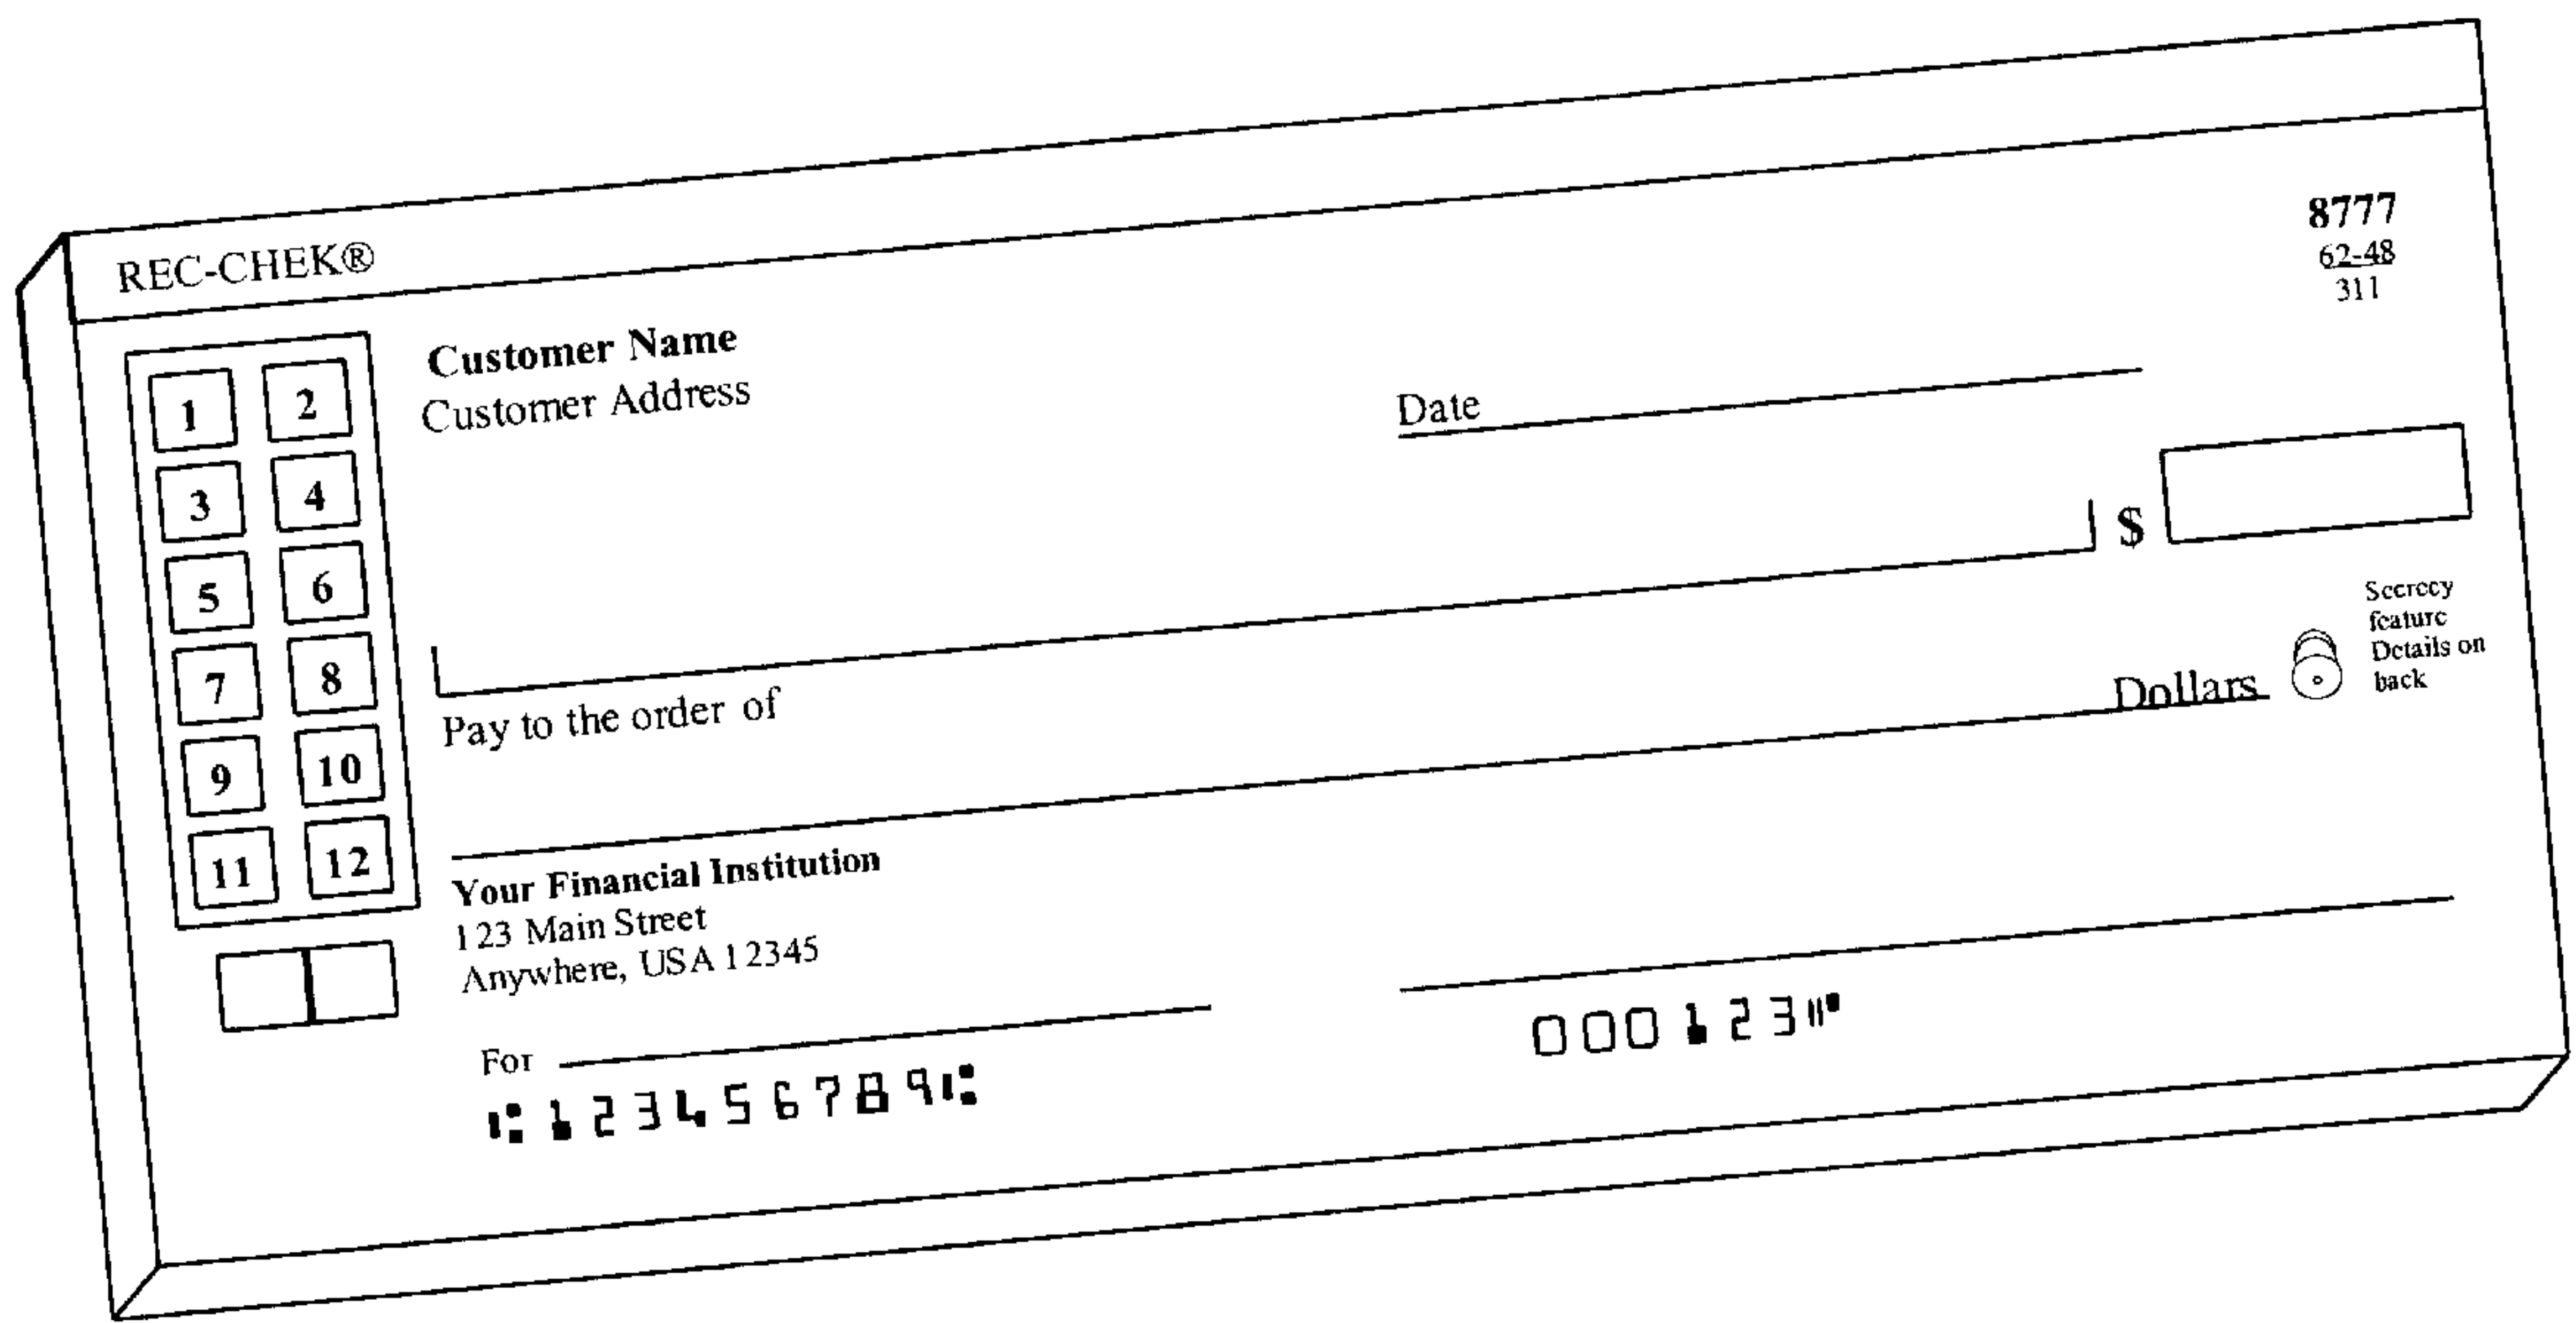 REC-CHEK®
8777
62-48
311
1 2
3 4
5 6
7 8
9 10
11 12
Customer Name
Customer Address
Date
$
Pay to the order of
Dollars
Secrecy
feature
Details on
back
Your Financial Institution
123 Main Street
Anywhere, USA 12345
For
⑆123456789⑆
000123⑈